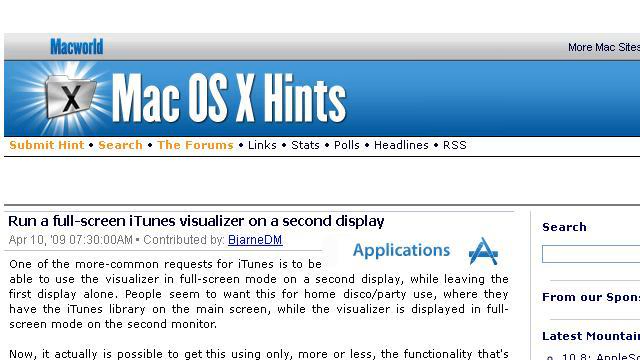 Macworld
More Mac Sites
X
Mac OS X Hints
Submit Hint • Search • The Forums • Links • Stats • Polls • Headlines • RSS
Run a full-screen iTunes visualizer on a second display
Apr 10, '09 07:30:00AM • Contributed by: BjarneDM
Applications
One of the more-common requests for iTunes is to be
able to use the visualizer in full-screen mode on a second display, while leaving the
first display alone. People seem to want this for home disco/party use, where they
have the iTunes library on the main screen, while the visualizer is displayed in full-
screen mode on the second monitor.
Now, it actually is possible to get this using only, more or less, the functionality that's
Search
From our Spons
Latest Mountai
10.8: AppleSc